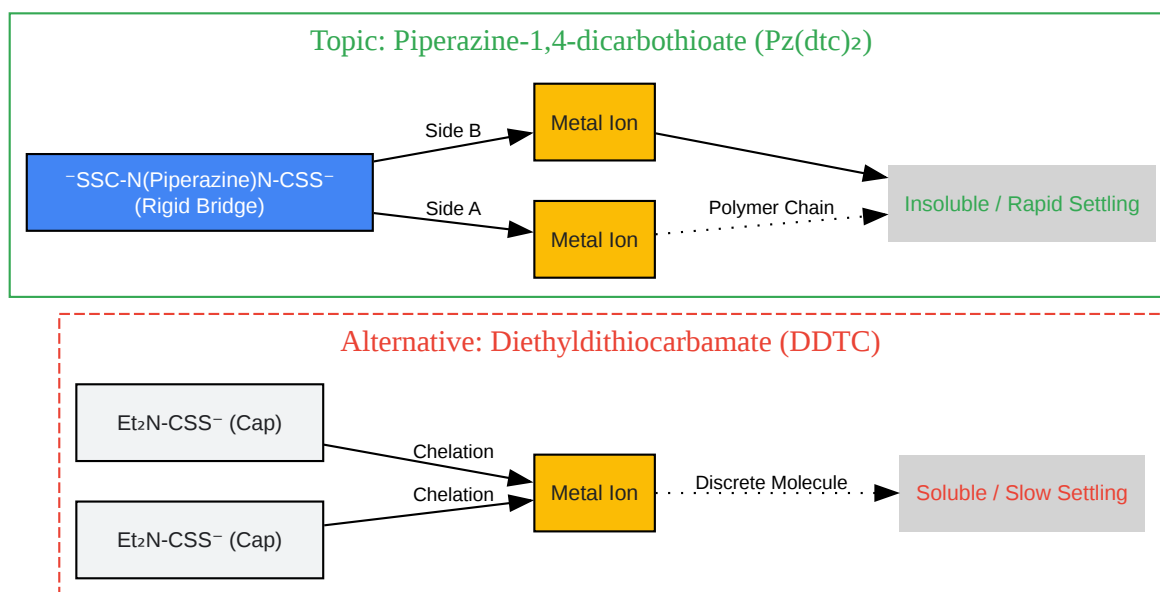 Topic: Piperazine-1,4-dicarbothioate (Pz(dtc)₂)
Side B
Metal Ion
⁻SSC-N(Piperazine)N-CSS⁻
(Rigid Bridge)
Side A
Metal Ion
Polymer Chain
Insoluble / Rapid Settling
Alternative: Diethyldithiocarbamate (DDTC)
Et₂N-CSS⁻ (Cap)
Chelation
Chelation
Metal Ion
Discrete Molecule
Soluble / Slow Settling
Et₂N-CSS⁻ (Cap)